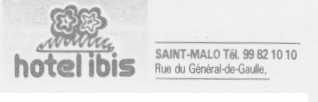 hotel ibis
SAINT-MALO Tél. 99 82 10 10
Rue du Général-de-Gaulle,